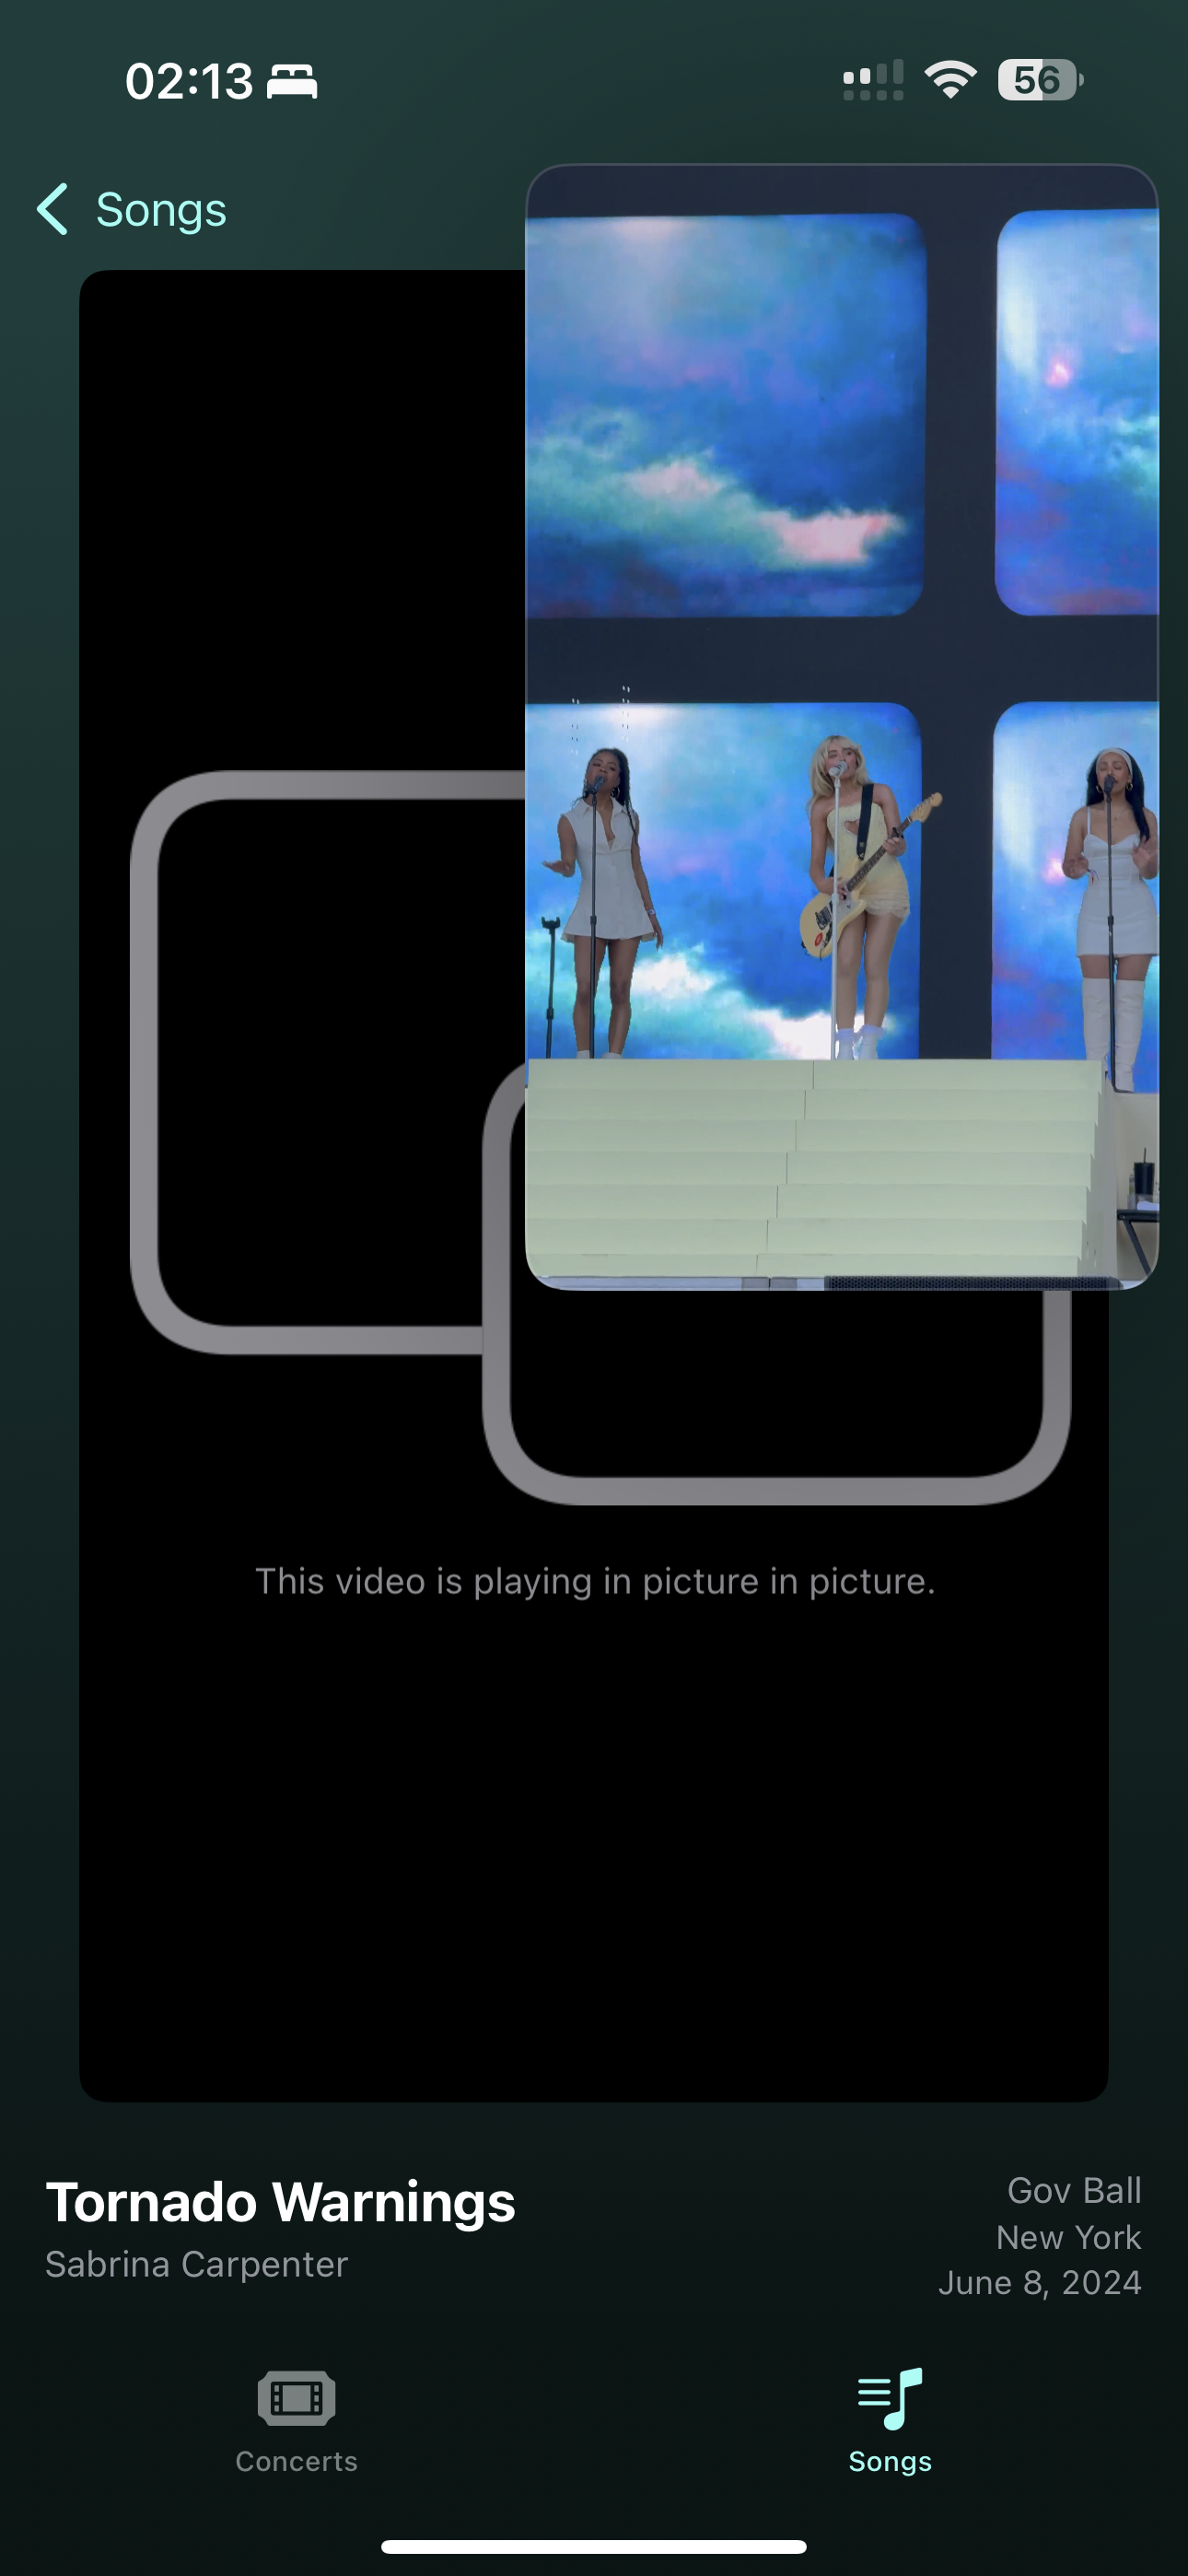 02:13
56
Songs
This video is playing in picture in picture.
Tornado Warnings
Sabrina Carpenter
Gov Ball
New York
June 8, 2024
Concerts
Songs